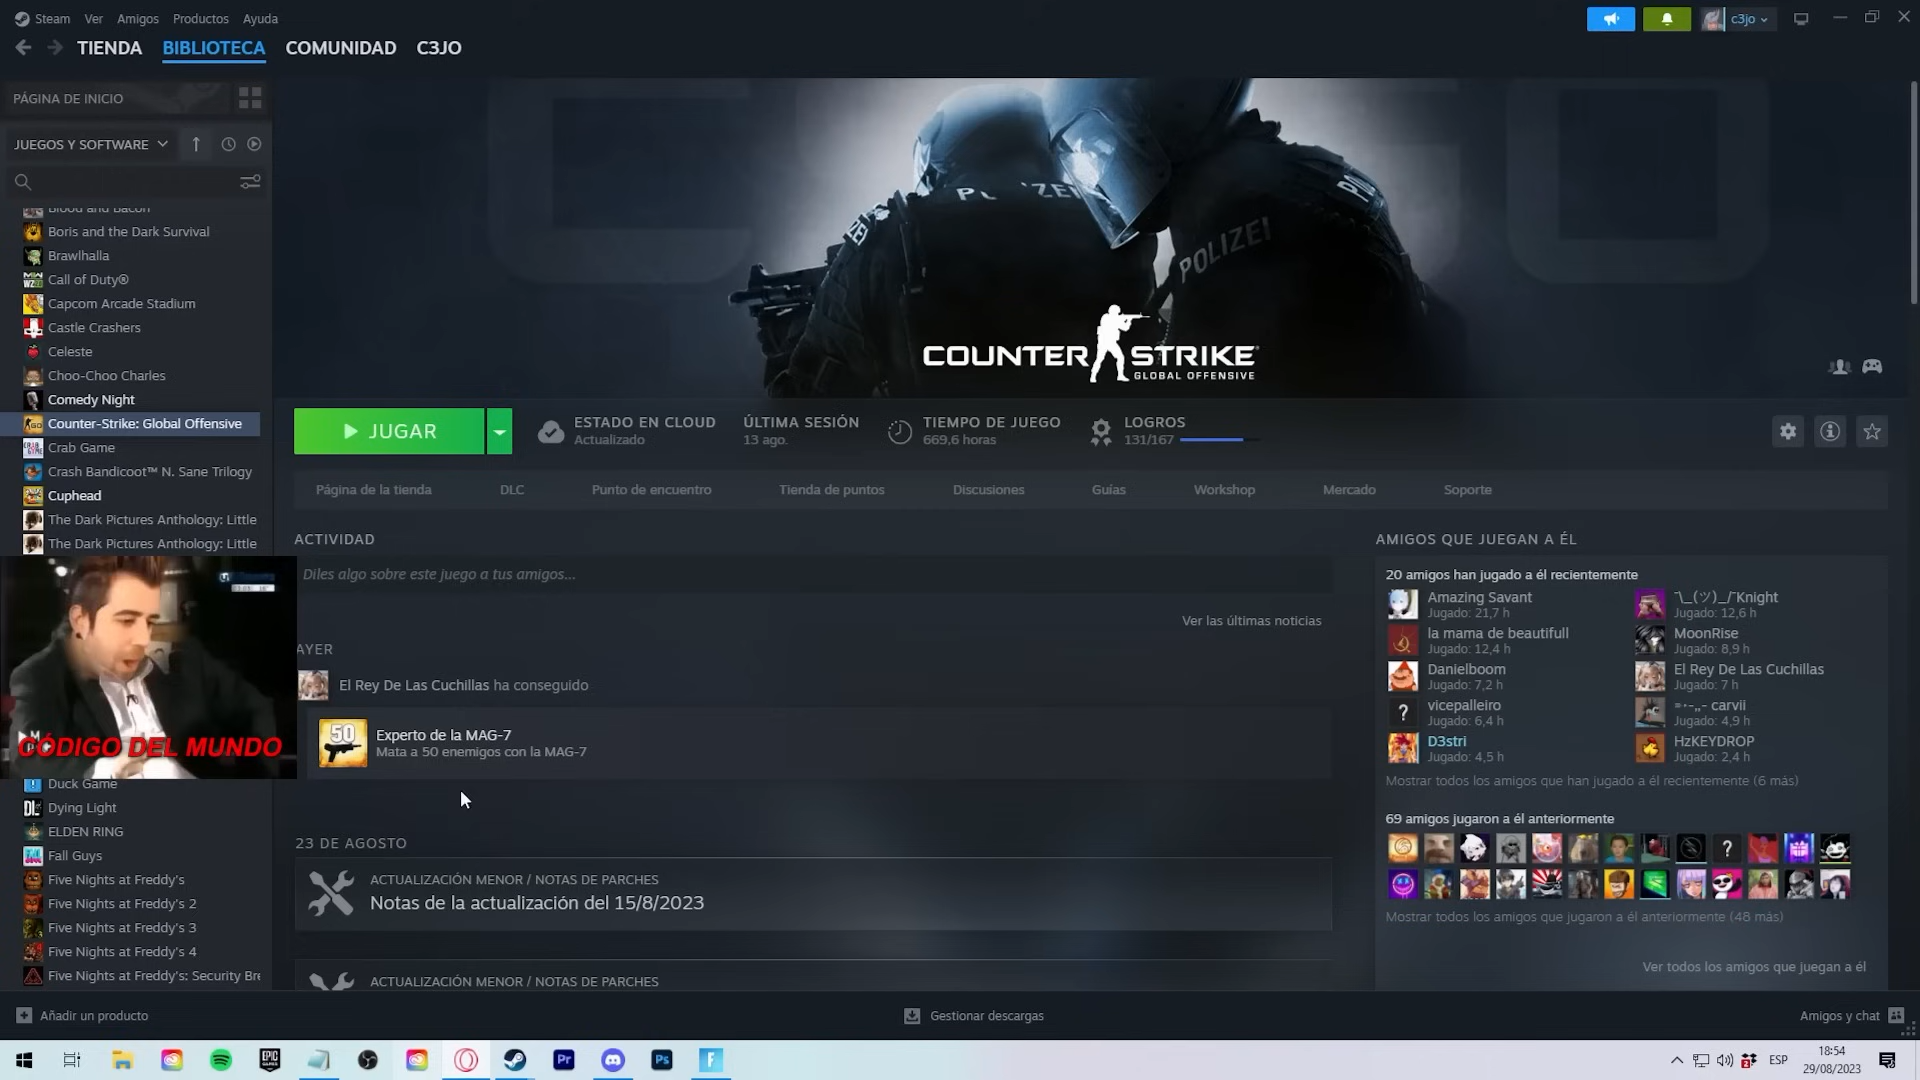 Steam Ver Amigos Productos Ayuda
c3jo
TIENDA BIBLIOTECA COMUNIDAD C3JO
PÁGINA DE INICIO
JUEGOS Y SOFTWARE
Blood and Bacon
Boris and the Dark Survival
Brawlhalla
Call of Duty®
Capcom Arcade Stadium
Castle Crashers
Celeste
Choo-Choo Charles
Comedy Night
Counter-Strike: Global Offensive
Crab Game
Crash Bandicoot™ N. Sane Trilogy
Cuphead
The Dark Pictures Anthology: Little
The Dark Pictures Anthology: Little
CÓDIGO DEL MUNDO
Duck Game
Dying Light
ELDEN RING
Fall Guys
Five Nights at Freddy's
Five Nights at Freddy's 2
Five Nights at Freddy's 3
Five Nights at Freddy's 4
Five Nights at Freddy's: Security Bre
POLIZEI
COUNTER STRIKE
GLOBAL OFFENSIVE
JUGAR
ESTADO EN CLOUD
Actualizado
ÚLTIMA SESIÓN
13 ago.
TIEMPO DE JUEGO
669,6 horas
LOGROS
131/167
Página de la tienda DLC Punto de encuentro Tienda de puntos Discusiones Guías Workshop Mercado Soporte
ACTIVIDAD
Diles algo sobre este juego a tus amigos...
Ver las últimas noticias
AYER
El Rey De Las Cuchillas ha conseguido
50
Experto de la MAG-7
Mata a 50 enemigos con la MAG-7
23 DE AGOSTO
ACTUALIZACIÓN MENOR / NOTAS DE PARCHES
Notas de la actualización del 15/8/2023
ACTUALIZACIÓN MENOR / NOTAS DE PARCHES
AMIGOS QUE JUEGAN A ÉL
20 amigos han jugado a él recientemente
Amazing Savant
Jugado: 21,7 h
¯\_(ツ)_/¯Knight
Jugado: 12,6 h
la mama de beautifull
Jugado: 12,4 h
MoonRise
Jugado: 8,9 h
Danielboom
Jugado: 7,2 h
El Rey De Las Cuchillas
Jugado: 7 h
vicepalleiro
Jugado: 6,4 h
carvii
Jugado: 4,9 h
D3stri
Jugado: 4,5 h
HzKEYDROP
Jugado: 2,4 h
Mostrar todos los amigos que han jugado a él recientemente (6 más)
69 amigos jugaron a él anteriormente
Mostrar todos los amigos que jugaron a él anteriormente (48 más)
Ver todos los amigos que juegan a él
Añadir un producto
Gestionar descargas
Amigos y chat
EPIC GAMES
Pr
Ps
ESP
18:54
29/08/2023